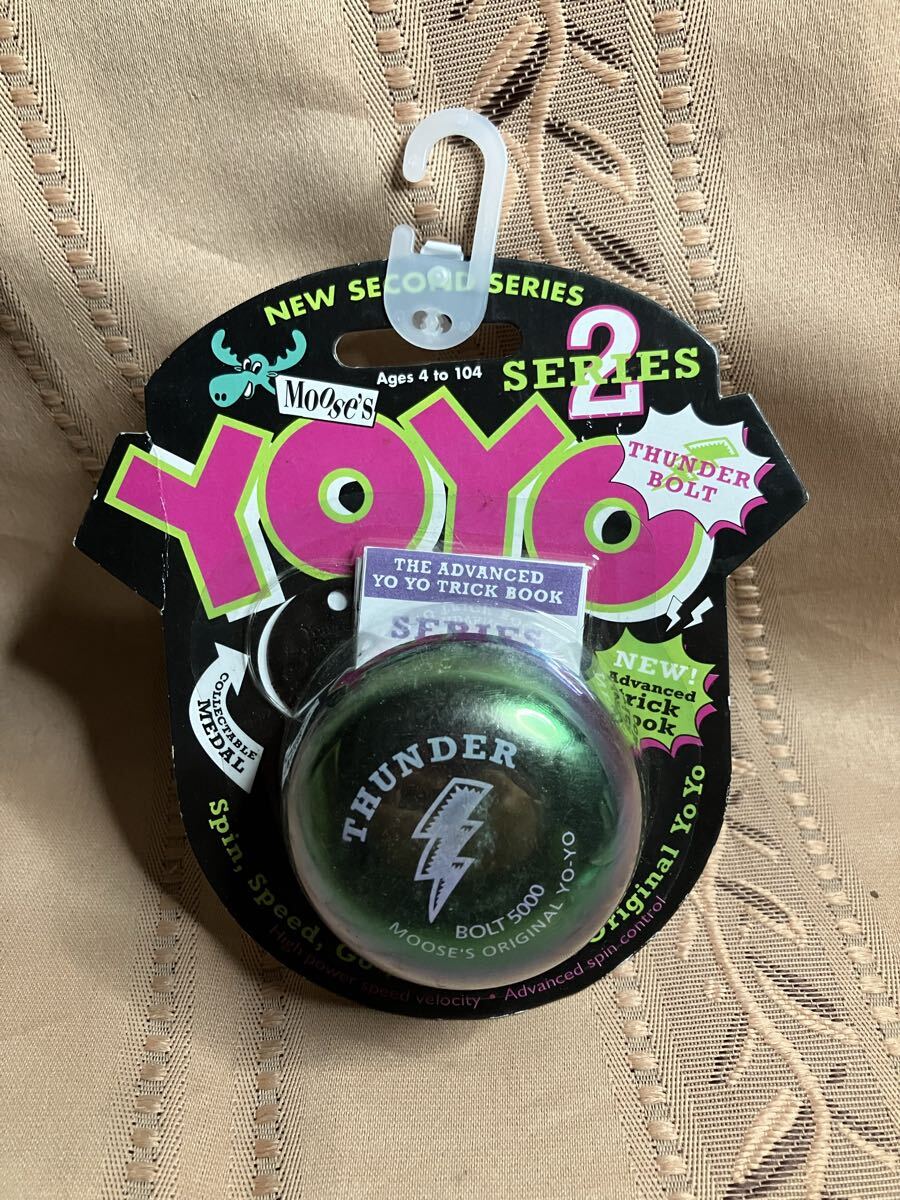 NEW SECOND SERIES
Ages 4 to 104
SERIES 2
Moose's
YOYO
THUNDER
BOLT
THE ADVANCED
YO YO TRICK BOOK
SERIES
NEW!
Advanced
Trick
Book
COLLECTABLE
MEDAL
THUNDER
BOLT 5000
MOOSE'S ORIGINAL YO-YO
Spin, Speed,
Original Yo Yo
High power speed velocity • Advanced spin control